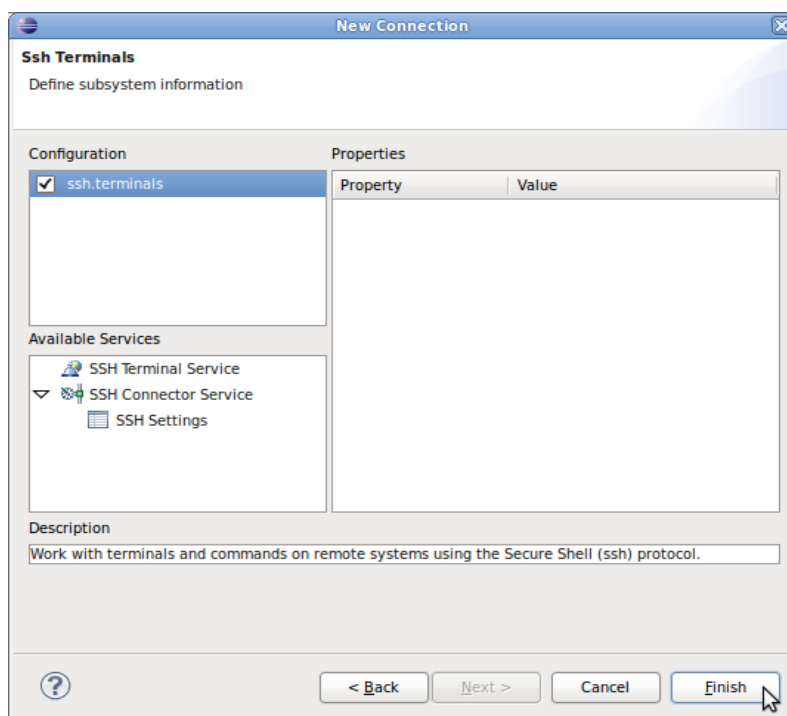 New Connection
Ssh Terminals
Define subsystem information
Configuration
Properties
ssh.terminals
Property Value
Available Services
SSH Terminal Service
SSH Connector Service
SSH Settings
Description
Work with terminals and commands on remote systems using the Secure Shell (ssh) protocol.
? < Back Next > Cancel Finish